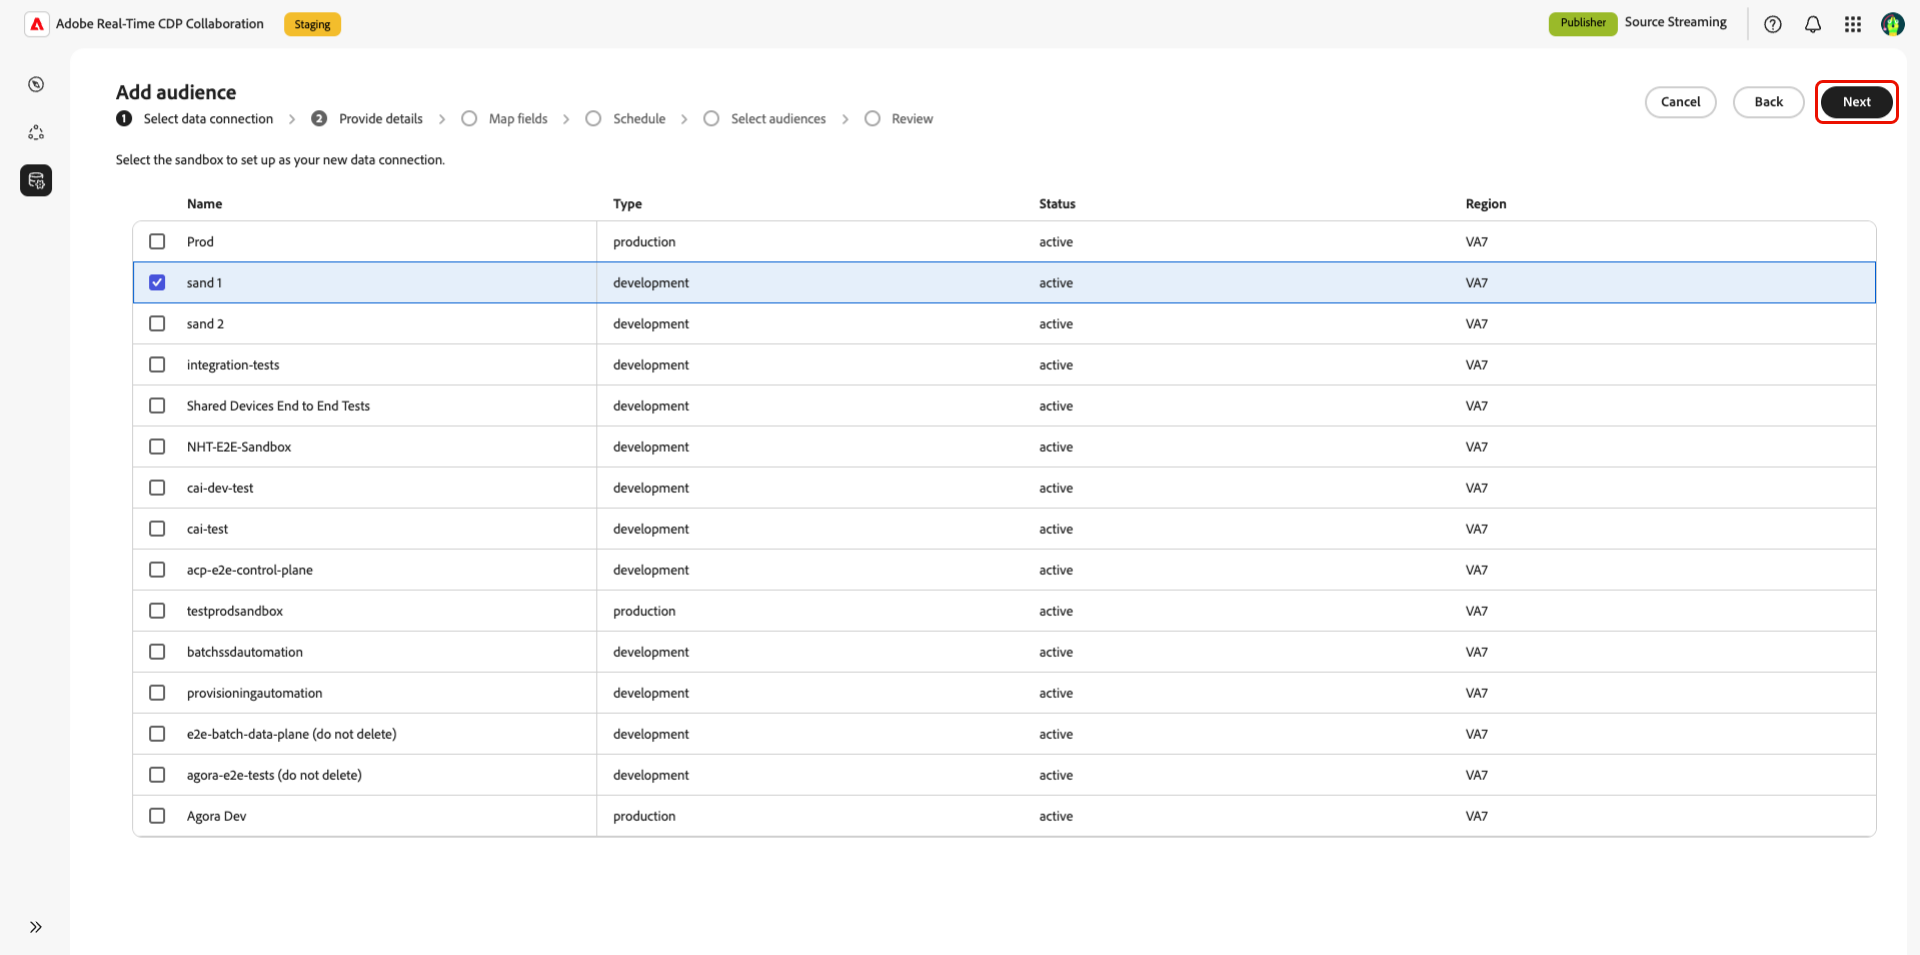 Adobe Real-Time CDP Collaboration Staging Publisher Source Streaming
Add audience
Cancel Back Next
1 Select data connection 2 Provide details Map fields Schedule Select audiences Review
Select the sandbox to set up as your new data connection.
Name Type Status Region
Prod production active VA7
sand 1 development active VA7
sand 2 development active VA7
integration-tests development active VA7
Shared Devices End to End Tests development active VA7
NHT-E2E-Sandbox development active VA7
cai-dev-test development active VA7
cai-test development active VA7
acp-e2e-control-plane development active VA7
testprodsandbox production active VA7
batchssdautomation development active VA7
provisioningautomation development active VA7
e2e-batch-data-plane (do not delete) development active VA7
agora-e2e-tests (do not delete) development active VA7
Agora Dev production active VA7